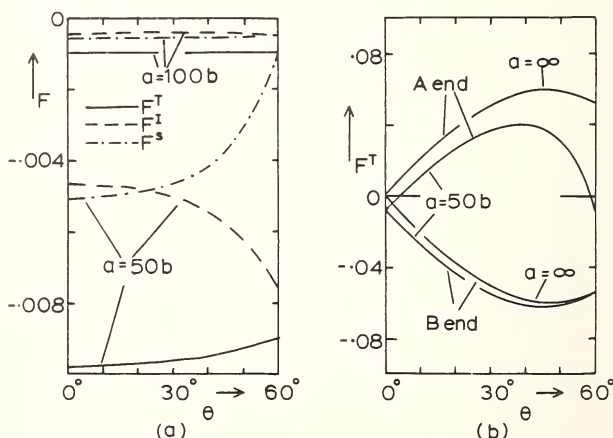 -0
a=100b
↑
F
F^T
F^I
F^S
-.004
a=50b
-.008
0° 30° → 60°
θ
(a)
.08
a=∞
A end
↑
F^T
0
a=50b
-.04
a=∞
B end
-.08
0° 30° → 60°
θ
(b)